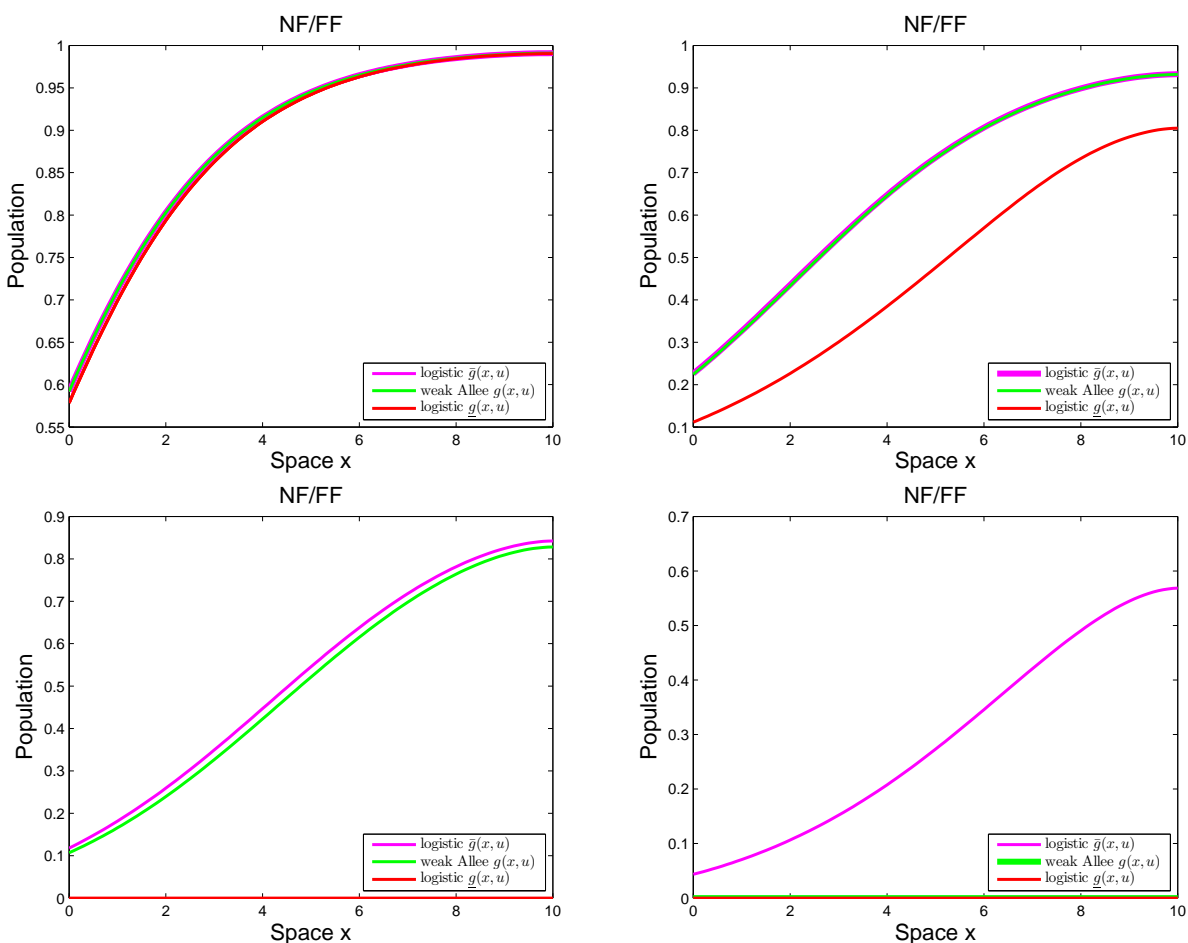 NF/FF
Population
1
0.95
0.9
0.85
0.8
0.75
0.7
0.65
0.6
0.55
0 2 4 6 8 10
Space x
logistic ḡ(x, u)
weak Allee g(x, u)
logistic g̲(x, u)
NF/FF
Population
1
0.9
0.8
0.7
0.6
0.5
0.4
0.3
0.2
0.1
0 2 4 6 8 10
Space x
logistic ḡ(x, u)
weak Allee g(x, u)
logistic g̲(x, u)
NF/FF
Population
0.9
0.8
0.7
0.6
0.5
0.4
0.3
0.2
0.1
0
0 2 4 6 8 10
Space x
logistic ḡ(x, u)
weak Allee g(x, u)
logistic g̲(x, u)
NF/FF
Population
0.7
0.6
0.5
0.4
0.3
0.2
0.1
0
0 2 4 6 8 10
Space x
logistic ḡ(x, u)
weak Allee g(x, u)
logistic g̲(x, u)